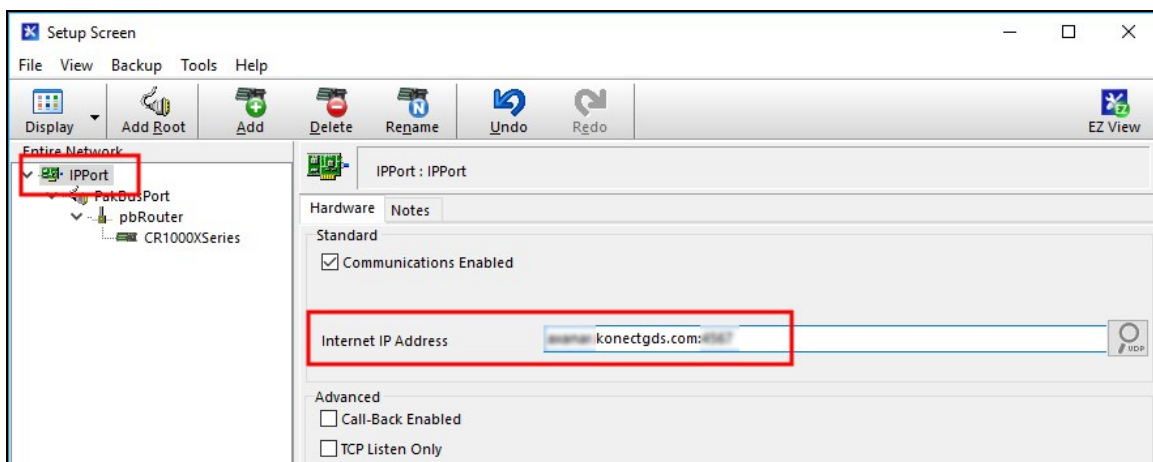 Setup Screen
File View Backup Tools Help
Display Add Root Add Delete Rename Undo Redo EZ View
Entire Network
IPPort
PakBusPort
pbRouter
CR1000XSeries
IPPort : IPPort
Hardware Notes
Standard
Communications Enabled
Internet IP Address .konectgds.com:
UDP
Advanced
Call-Back Enabled
TCP Listen Only